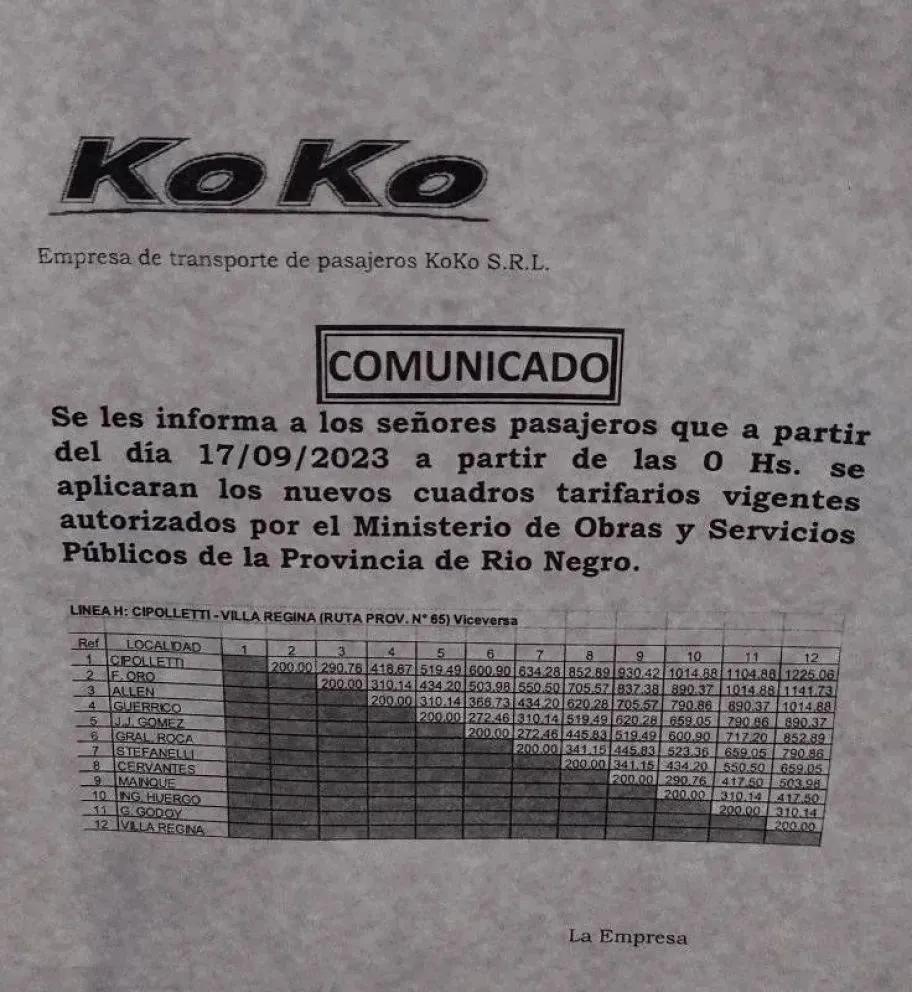 KoKo
Empresa de transporte de pasajeros KoKo S.R.L.
COMUNICADO
Se les informa a los señores pasajeros que a partir
del día 17/09/2023 a partir de las 0 Hs. se
aplicaran los nuevos cuadros tarifarios vigentes
autorizados por el Ministerio de Obras y Servicios
Públicos de la Provincia de Rio Negro.
LINEA H: CIPOLLETTI - VILLA REGINA (RUTA PROV. N° 65) Viceversa
Ref LOCALIDAD 1 2 3 4 5 6 7 8 9 10 11 12
1 CIPOLLETTI 200.00 290.76 418.67 519.49 600.90 634.28 852.89 930.42 1014.88 1104.88 1225.06
2 F. ORO 200.00 310.14 434.20 503.98 550.50 705.57 837.38 890.37 1014.88 1141.73
3 ALLEN 200.00 310.14 366.73 434.20 620.28 705.57 790.86 890.37 1014.88
4 GUERRICO 200.00 272.46 310.14 519.49 620.28 659.05 790.86 890.37
5 J.J. GOMEZ 200.00 272.46 445.83 519.49 600.90 717.20 852.89
6 GRAL. ROCA 200.00 341.15 445.83 523.36 659.05 790.86
7 STEFANELLI 200.00 341.15 434.20 550.50 659.05
8 CERVANTES 200.00 290.76 417.50 503.98
9 MAINQUE 200.00 310.14 417.50
10 ING. HUERGO 200.00 310.14
11 G. GODOY 200.00
12 VILLA REGINA
La Empresa